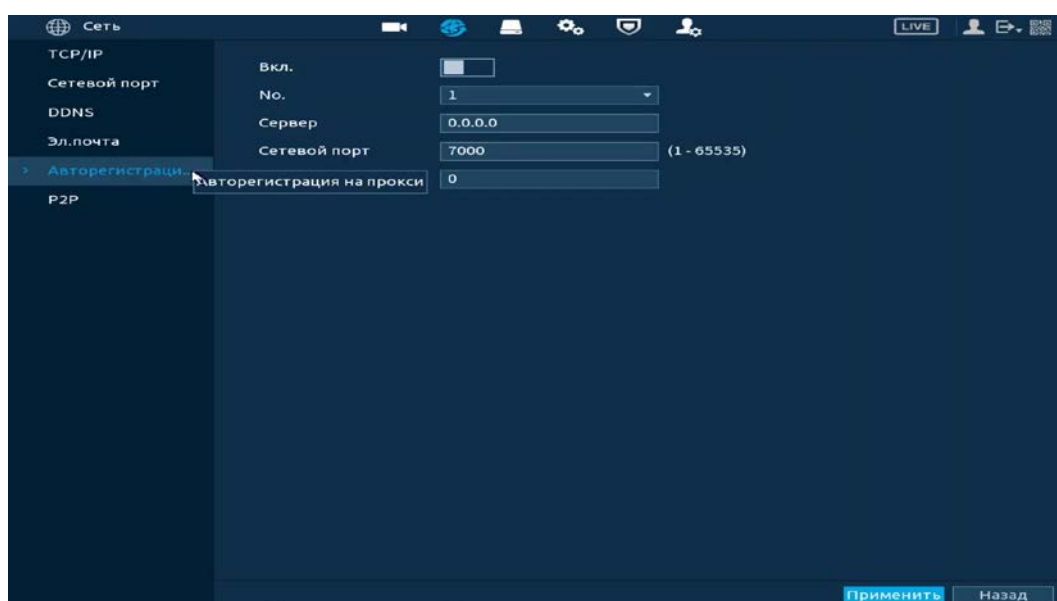 Сеть
LIVE
TCP/IP
Сетевой порт
DDNS
Эл.почта
Авторегистраци...
P2P
Вкл.
No. 1
Сервер 0.0.0.0
Сетевой порт 7000 (1 - 65535)
Авторегистрация на прокси 0
Применить Назад